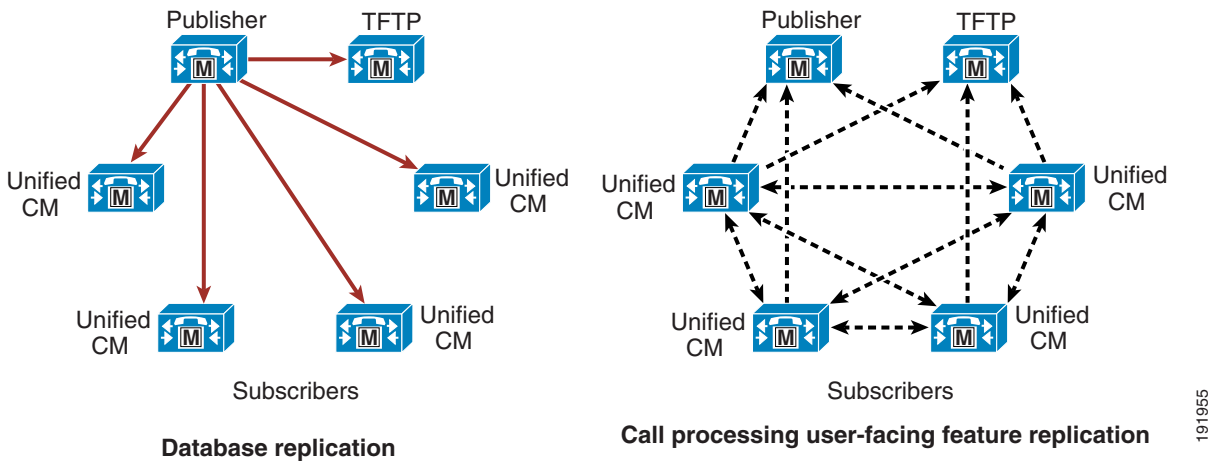 Publisher
TFTP
M
M
Unified
CM
M
M
Unified
CM
Unified
CM
M
M
Unified
CM
Subscribers
Database replication
Publisher
TFTP
M
M
Unified
CM
M
M
Unified
CM
Unified
CM
M
M
Unified
CM
Subscribers
Call processing user-facing feature replication
191955